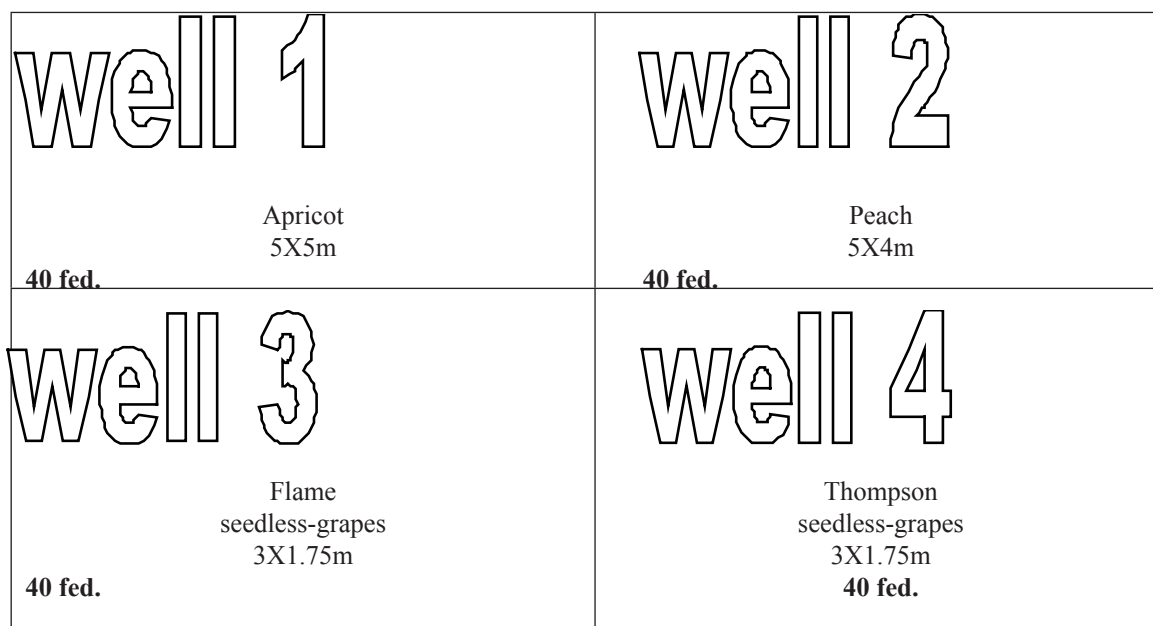 well 1
Apricot
5X5m
40 fed.
well 2
Peach
5X4m
40 fed.
well 3
Flame
seedless-grapes
3X1.75m
40 fed.
well 4
Thompson
seedless-grapes
3X1.75m
40 fed.